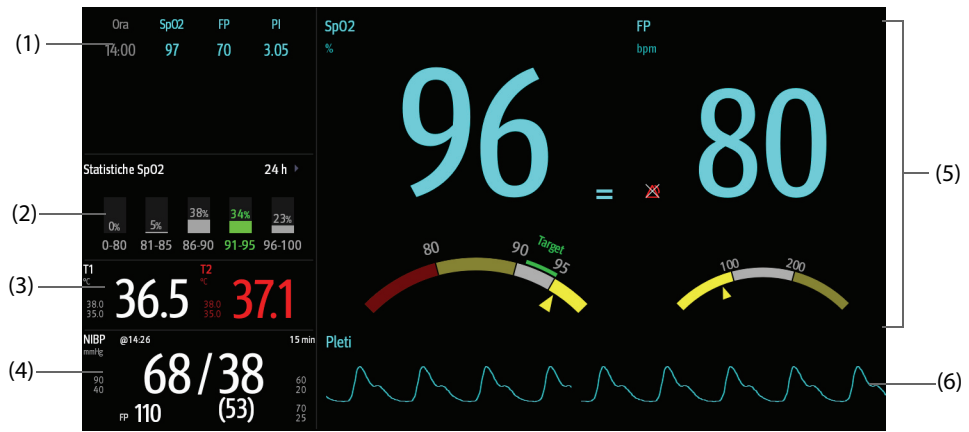 (1)
Ora SpO2 FP PI
14:00 97 70 3.05
Statistiche SpO2 24 h
(2)
0% 5% 38% 34% 23%
0-80 81-85 86-90 91-95 96-100
(3)
T1 T2
°C °C
38.0 36.5 38.0 37.1
35.0 35.0
(4)
NIBP @14:26 15 min
mmHg
90 68/38 60
40 20
FP 110 (53) 70
25
SpO2 FP
% bpm
96 = 80
80 90 Target 95
100 200
(5)
Pleti
(6)